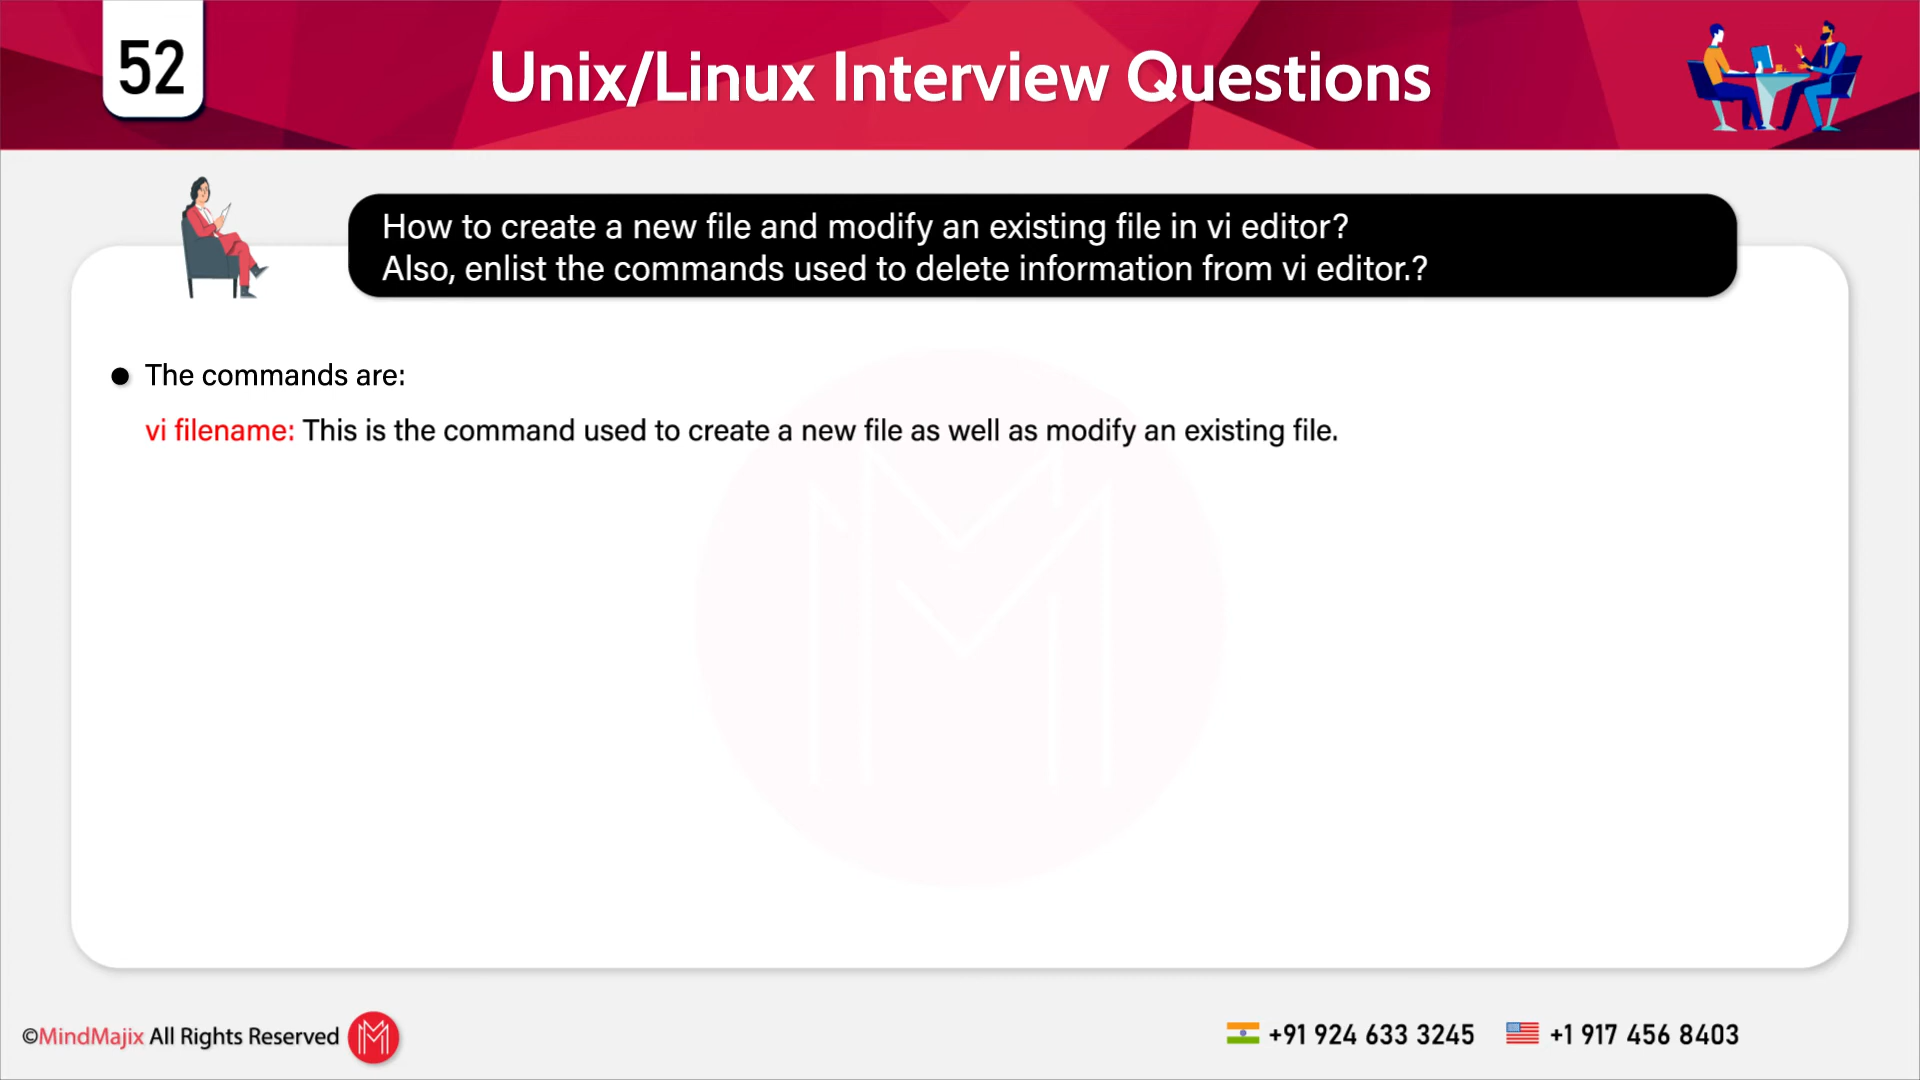 52
Unix/Linux Interview Questions
How to create a new file and modify an existing file in vi editor?
Also, enlist the commands used to delete information from vi editor.?
● The commands are:
vi filename: This is the command used to create a new file as well as modify an existing file.
©MindMajix All Rights Reserved
+91 924 633 3245
+1 917 456 8403